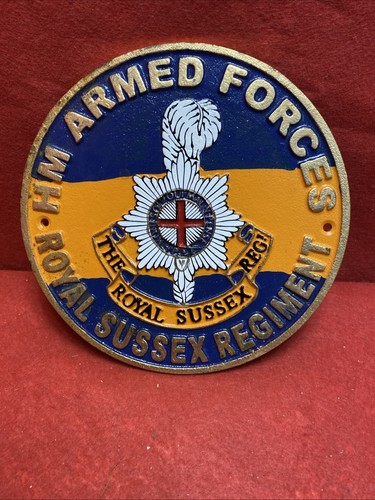 HM ARMED FORCES
THE
ROYAL SUSSEX
REGT
ROYAL SUSSEX REGIMENT